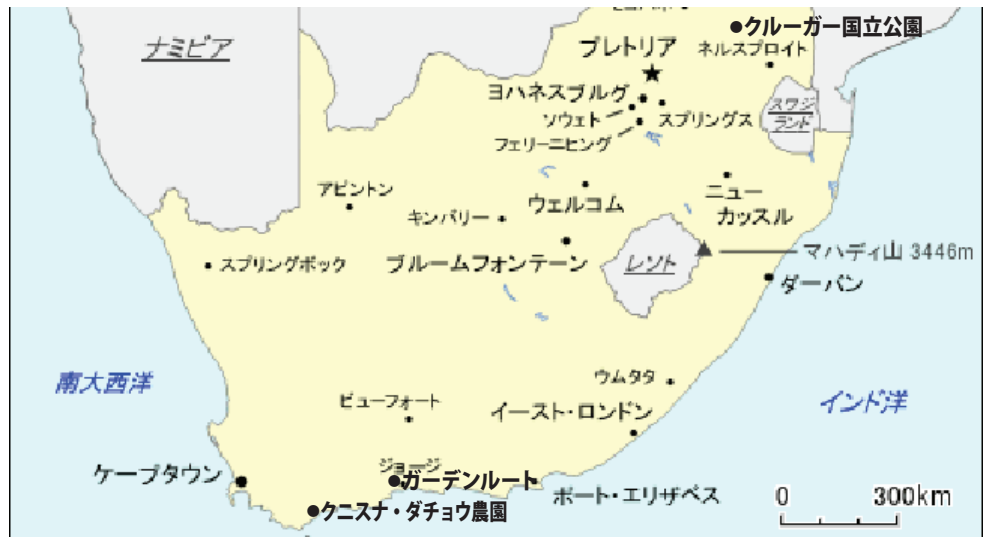 ●クルーガー国立公園
ナミビア
プレトリア
ネルスプロイト
ヨハネスブルグ
ソウェト
スプリングス
スワジ
ランド
フェリーニヒング
アピントン
ウェルコム
ニュー
カッスル
キンバリー
マハディ山 3446m
スプリングボック
ブルームフォンテーン
レソト
ダーバン
南大西洋
ウムタタ
インド洋
ビューフォート
イースト・ロンドン
ケープタウン
ジョージ
●ガーデンルート
ポート・エリザベス
0 300km
●クニスナ・ダチョウ農園